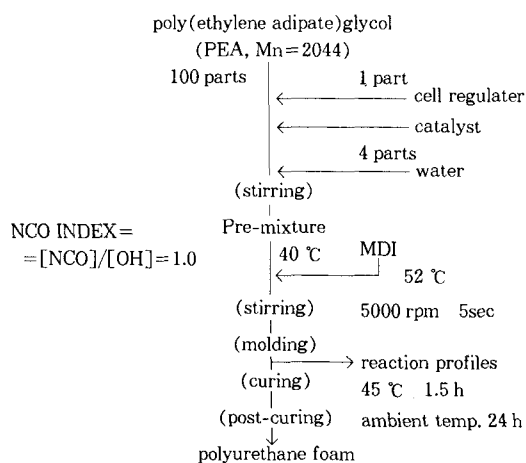 poly(ethylene adipate)glycol
(PEA, Mn=2044)
100 parts
1 part
cell regulater
catalyst
4 parts
water
(stirring)
Pre-mixture
NCO INDEX=
=[NCO]/[OH]=1.0
40 ℃
MDI
52 ℃
(stirring) 5000 rpm 5sec
(molding)
reaction profiles
(curing) 45 ℃ 1.5 h
(post-curing) ambient temp. 24 h
polyurethane foam